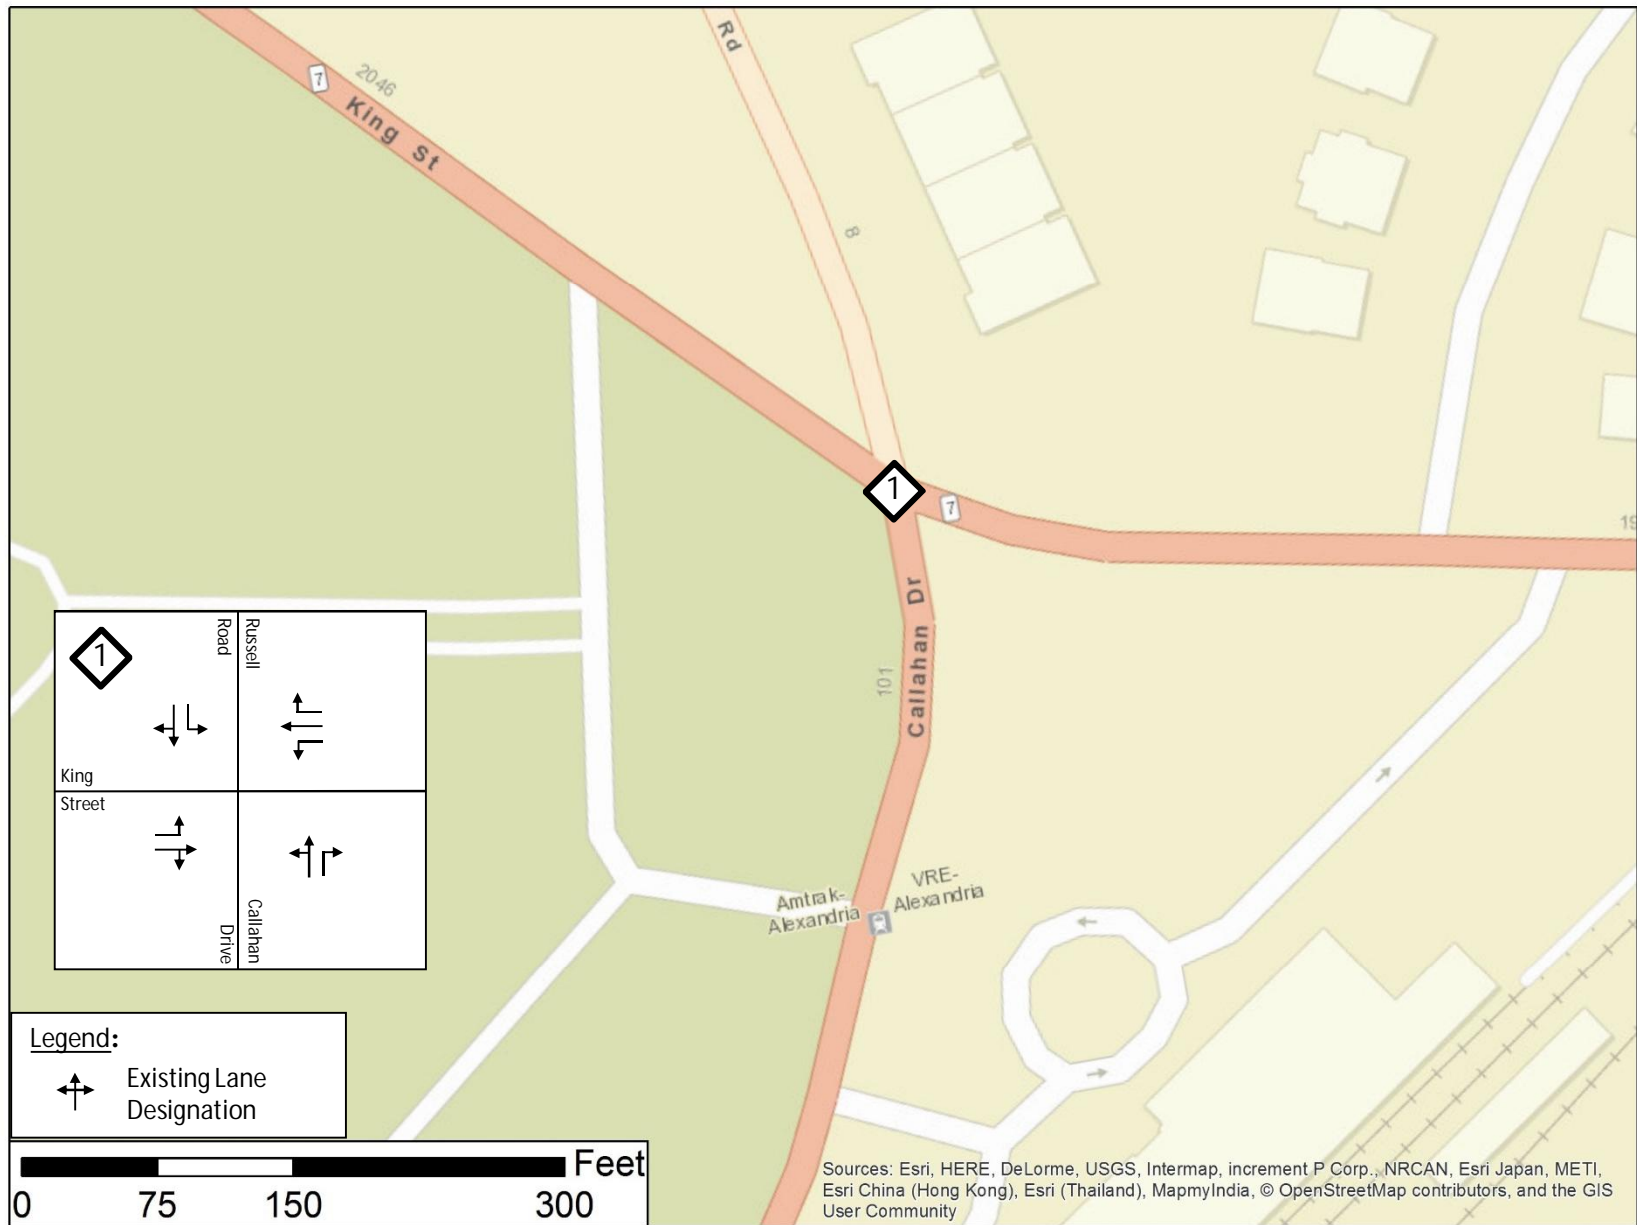 Rd
7
2046
King St
8
1
7
19
Callahan Dr
101
1
Road
Russell
King
Street
Drive
Callahan
Amtrak-
Alexandria
VRE-
Alexandria
Legend:
Existing Lane
Designation
Feet
0 75 150 300
Sources: Esri, HERE, DeLorme, USGS, Intermap, increment P Corp., NRCAN, Esri Japan, METI,
Esri China (Hong Kong), Esri (Thailand), MapmyIndia, © OpenStreetMap contributors, and the GIS
User Community